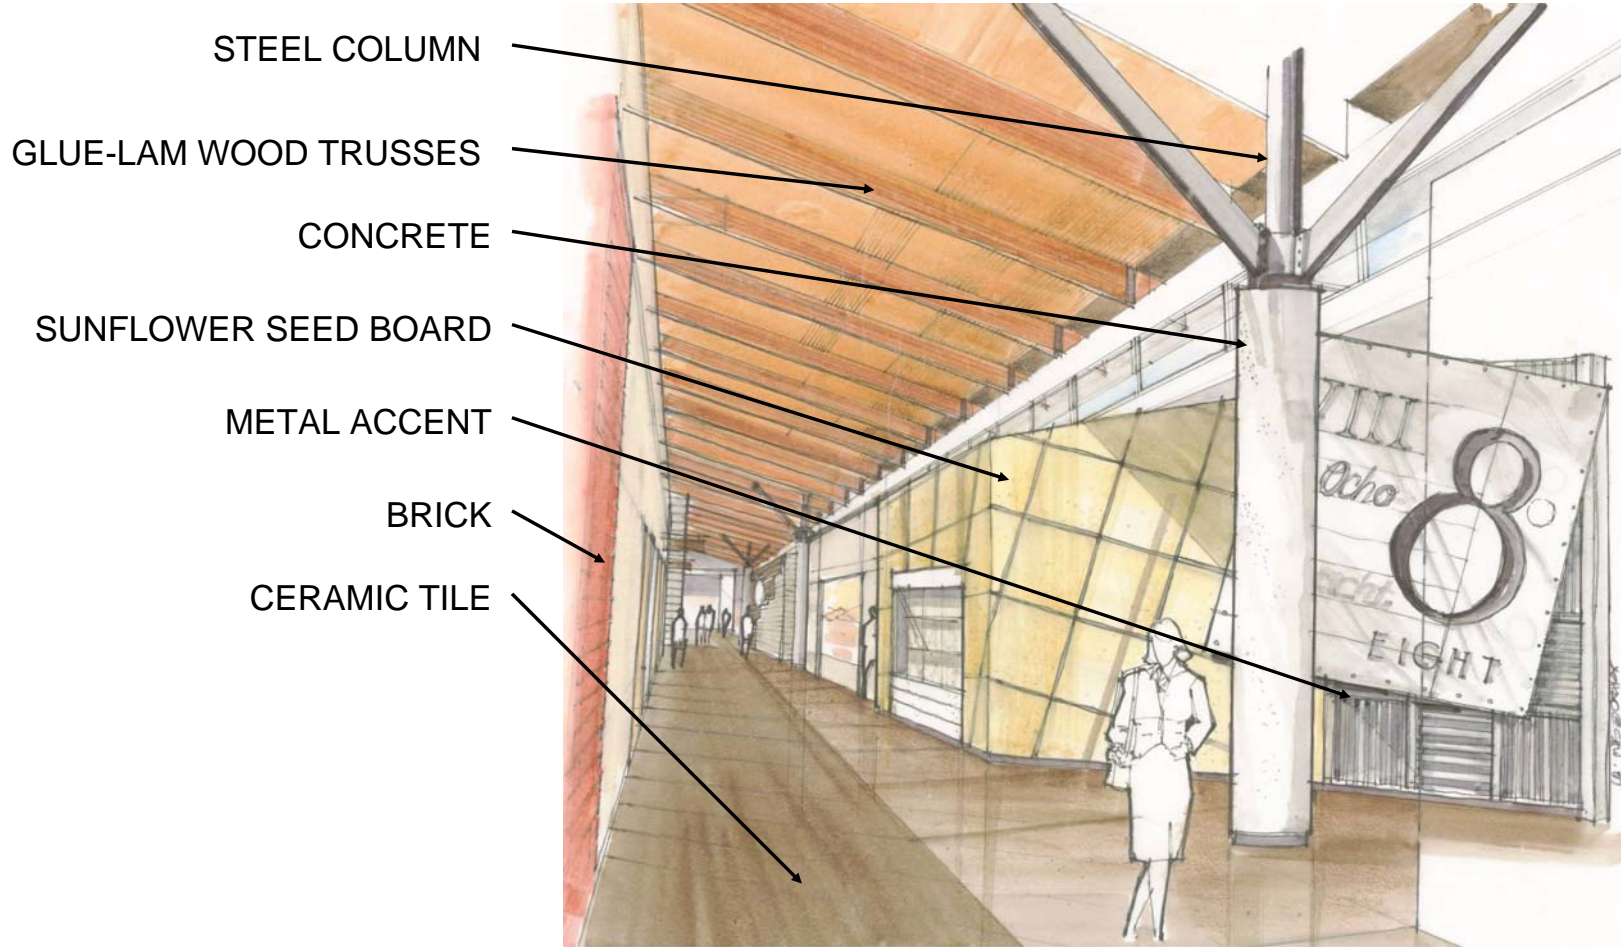 STEEL COLUMN
GLUE-LAM WOOD TRUSSES
CONCRETE
SUNFLOWER SEED BOARD
METAL ACCENT
BRICK
CERAMIC TILE
VIII
Ocho
8
EIGHT